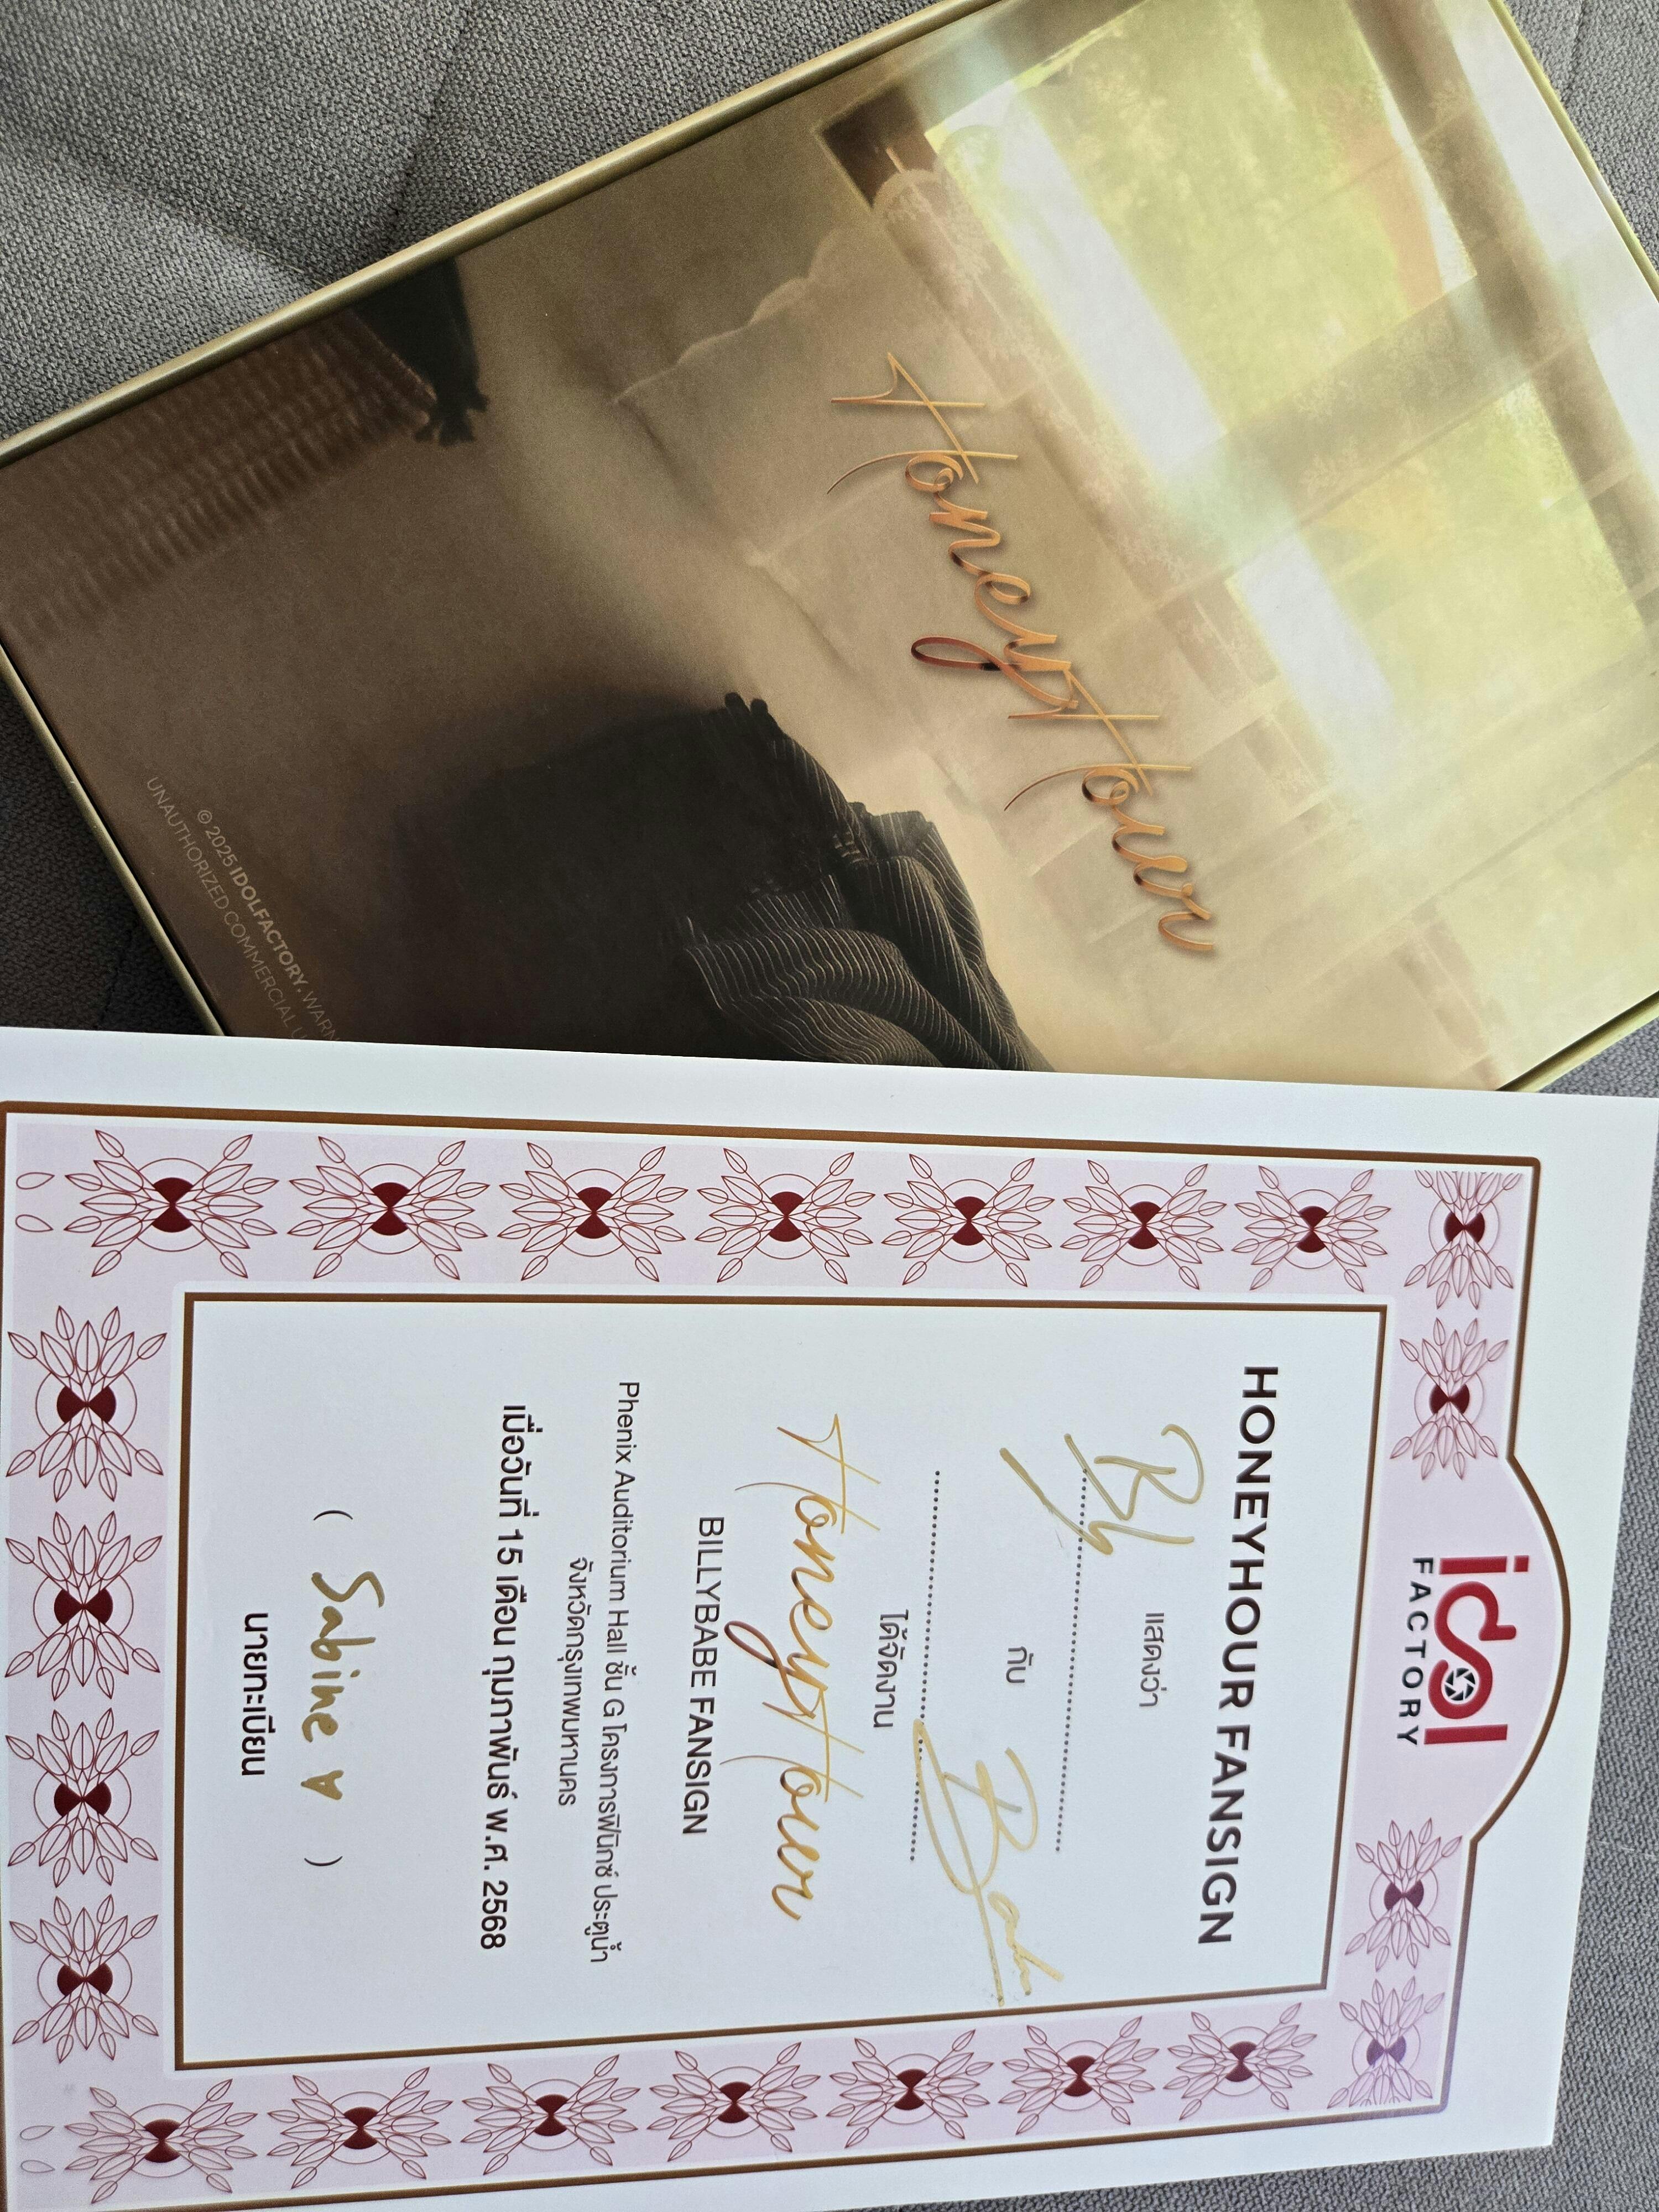 Honey Hour
© 2025 IDOLFACTORY. WARN
UNAUTHORIZED COMMERCIAL U
idol
FACTORY
HONEYHOUR FANSIGN
แสดงว่า
กับ
ได้จัดงาน
Honey Hour
BILLYBABE FANSIGN
Phenix Auditorium Hall ชั้น G โครงการฟีนิกซ์ ประตูน้ำ
จังหวัดกรุงเทพมหานคร
เมื่อวันที่ 15 เดือน กุมภาพันธ์ พ.ศ. 2568
( Sabine ♥ )
นายทะเบียน